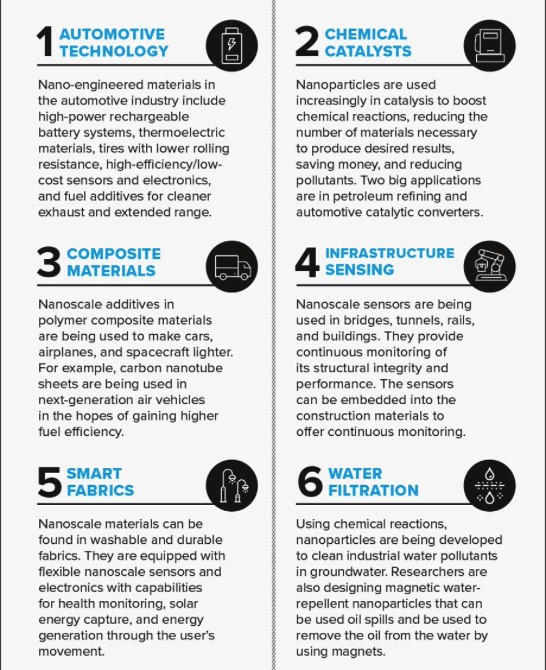 1 AUTOMOTIVE
TECHNOLOGY
Nano-engineered materials in
the automotive industry include
high-power rechargeable
battery systems, thermoelectric
materials, tires with lower rolling
resistance, high-efficiency/low-
cost sensors and electronics,
and fuel additives for cleaner
exhaust and extended range.
2 CHEMICAL
CATALYSTS
Nanoparticles are used
increasingly in catalysis to boost
chemical reactions, reducing the
number of materials necessary
to produce desired results,
saving money, and reducing
pollutants. Two big applications
are in petroleum refining and
automotive catalytic converters.
3 COMPOSITE
MATERIALS
Nanoscale additives in
polymer composite materials
are being used to make cars,
airplanes, and spacecraft lighter.
For example, carbon nanotube
sheets are being used in
next-generation air vehicles
in the hopes of gaining higher
fuel efficiency.
4 INFRASTRUCTURE
SENSING
Nanoscale sensors are being
used in bridges, tunnels, rails,
and buildings. They provide
continuous monitoring of
its structural integrity and
performance. The sensors
can be embedded into the
construction materials to
offer continuous monitoring.
5 SMART
FABRICS
Nanoscale materials can be
found in washable and durable
fabrics. They are equipped with
flexible nanoscale sensors and
electronics with capabilities
for health monitoring, solar
energy capture, and energy
generation through the user's
movement.
6 WATER
FILTRATION
Using chemical reactions,
nanoparticles are being developed
to clean industrial water pollutants
in groundwater. Researchers are
also designing magnetic water-
repellent nanoparticles that can
be used oil spills and be used to
remove the oil from the water by
using magnets.